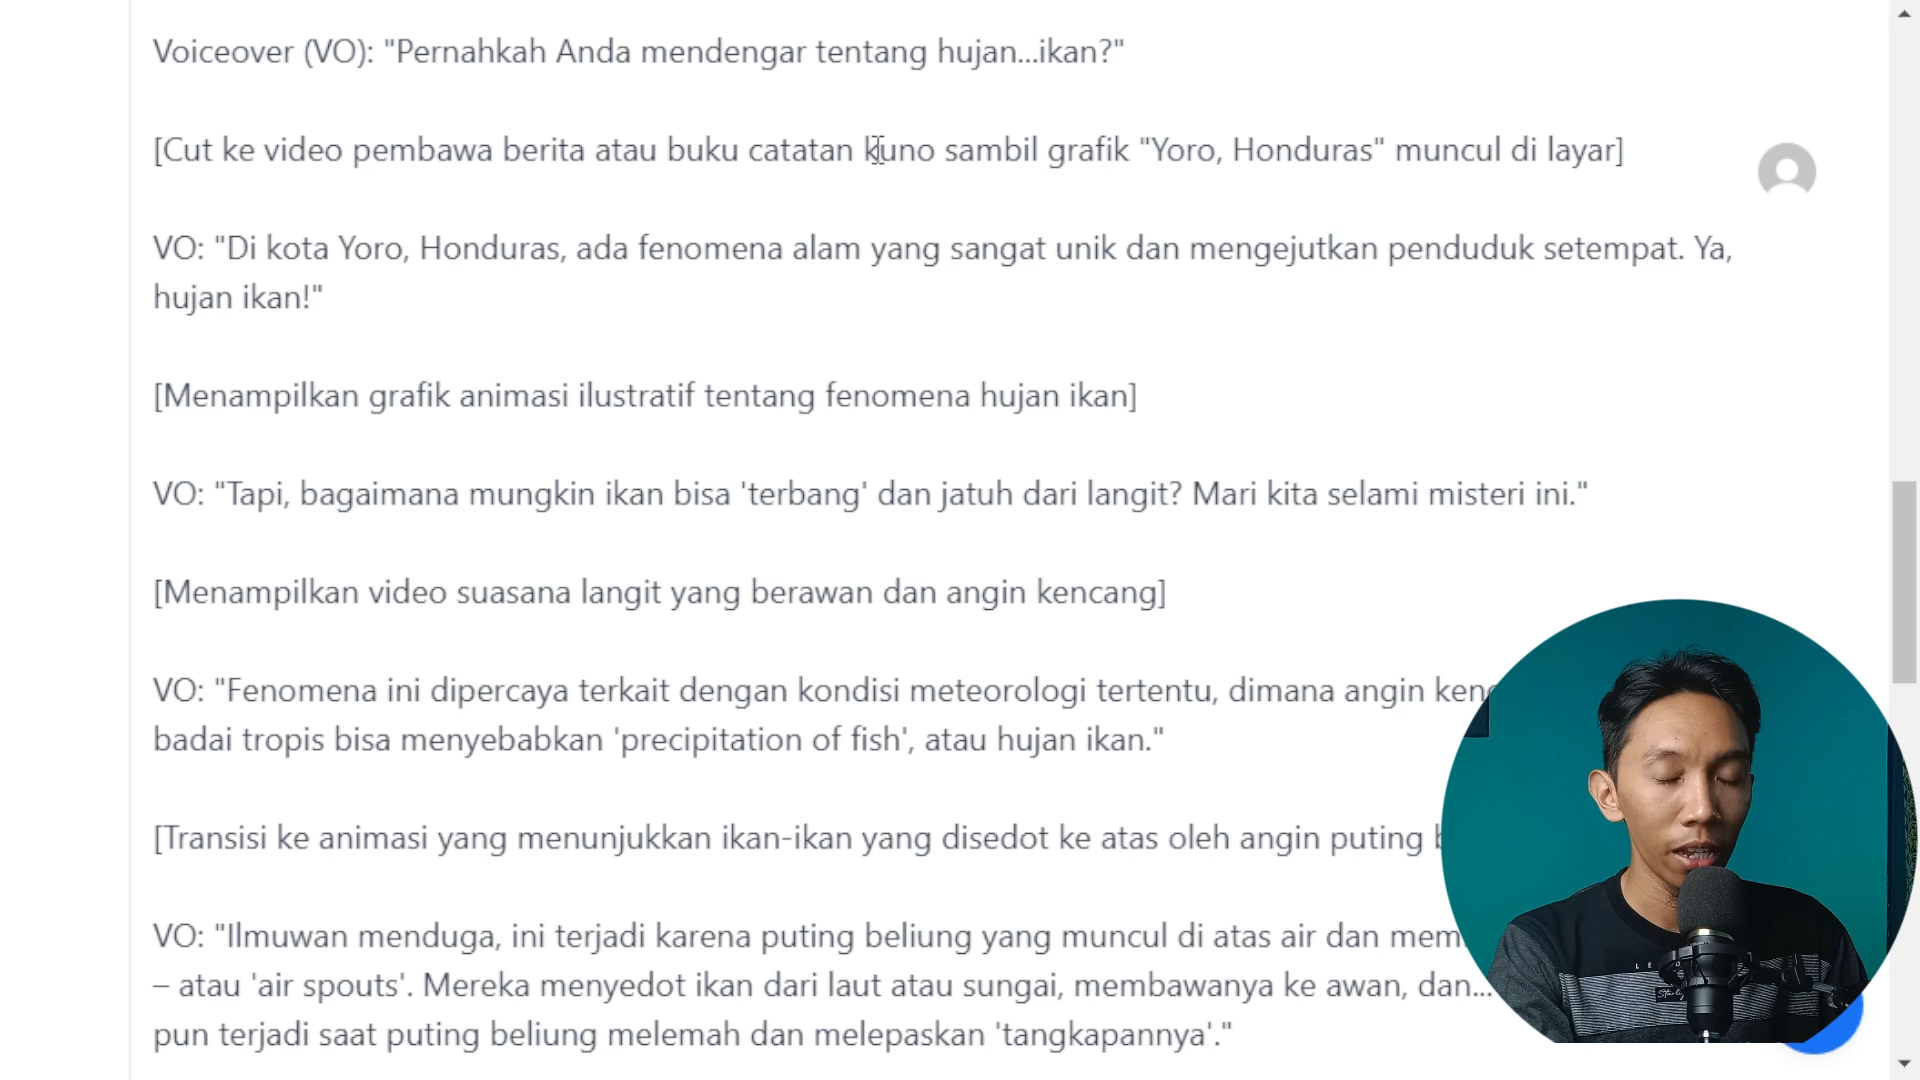 Voiceover (VO): "Pernahkah Anda mendengar tentang hujan...ikan?"
[Cut ke video pembawa berita atau buku catatan kuno sambil grafik "Yoro, Honduras" muncul di layar]
VO: "Di kota Yoro, Honduras, ada fenomena alam yang sangat unik dan mengejutkan penduduk setempat. Ya,
hujan ikan!"
[Menampilkan grafik animasi ilustratif tentang fenomena hujan ikan]
VO: "Tapi, bagaimana mungkin ikan bisa 'terbang' dan jatuh dari langit? Mari kita selami misteri ini."
[Menampilkan video suasana langit yang berawan dan angin kencang]
VO: "Fenomena ini dipercaya terkait dengan kondisi meteorologi tertentu, dimana angin
badai tropis bisa menyebabkan 'precipitation of fish', atau hujan ikan."
[Transisi ke animasi yang menunjukkan ikan-ikan yang disedot ke atas oleh angin puting
VO: "Ilmuwan menduga, ini terjadi karena puting beliung yang muncul di atas air dan
– atau 'air spouts'. Mereka menyedot ikan dari laut atau sungai, membawanya ke awan, dan...
pun terjadi saat puting beliung melemah dan melepaskan 'tangkapannya'."